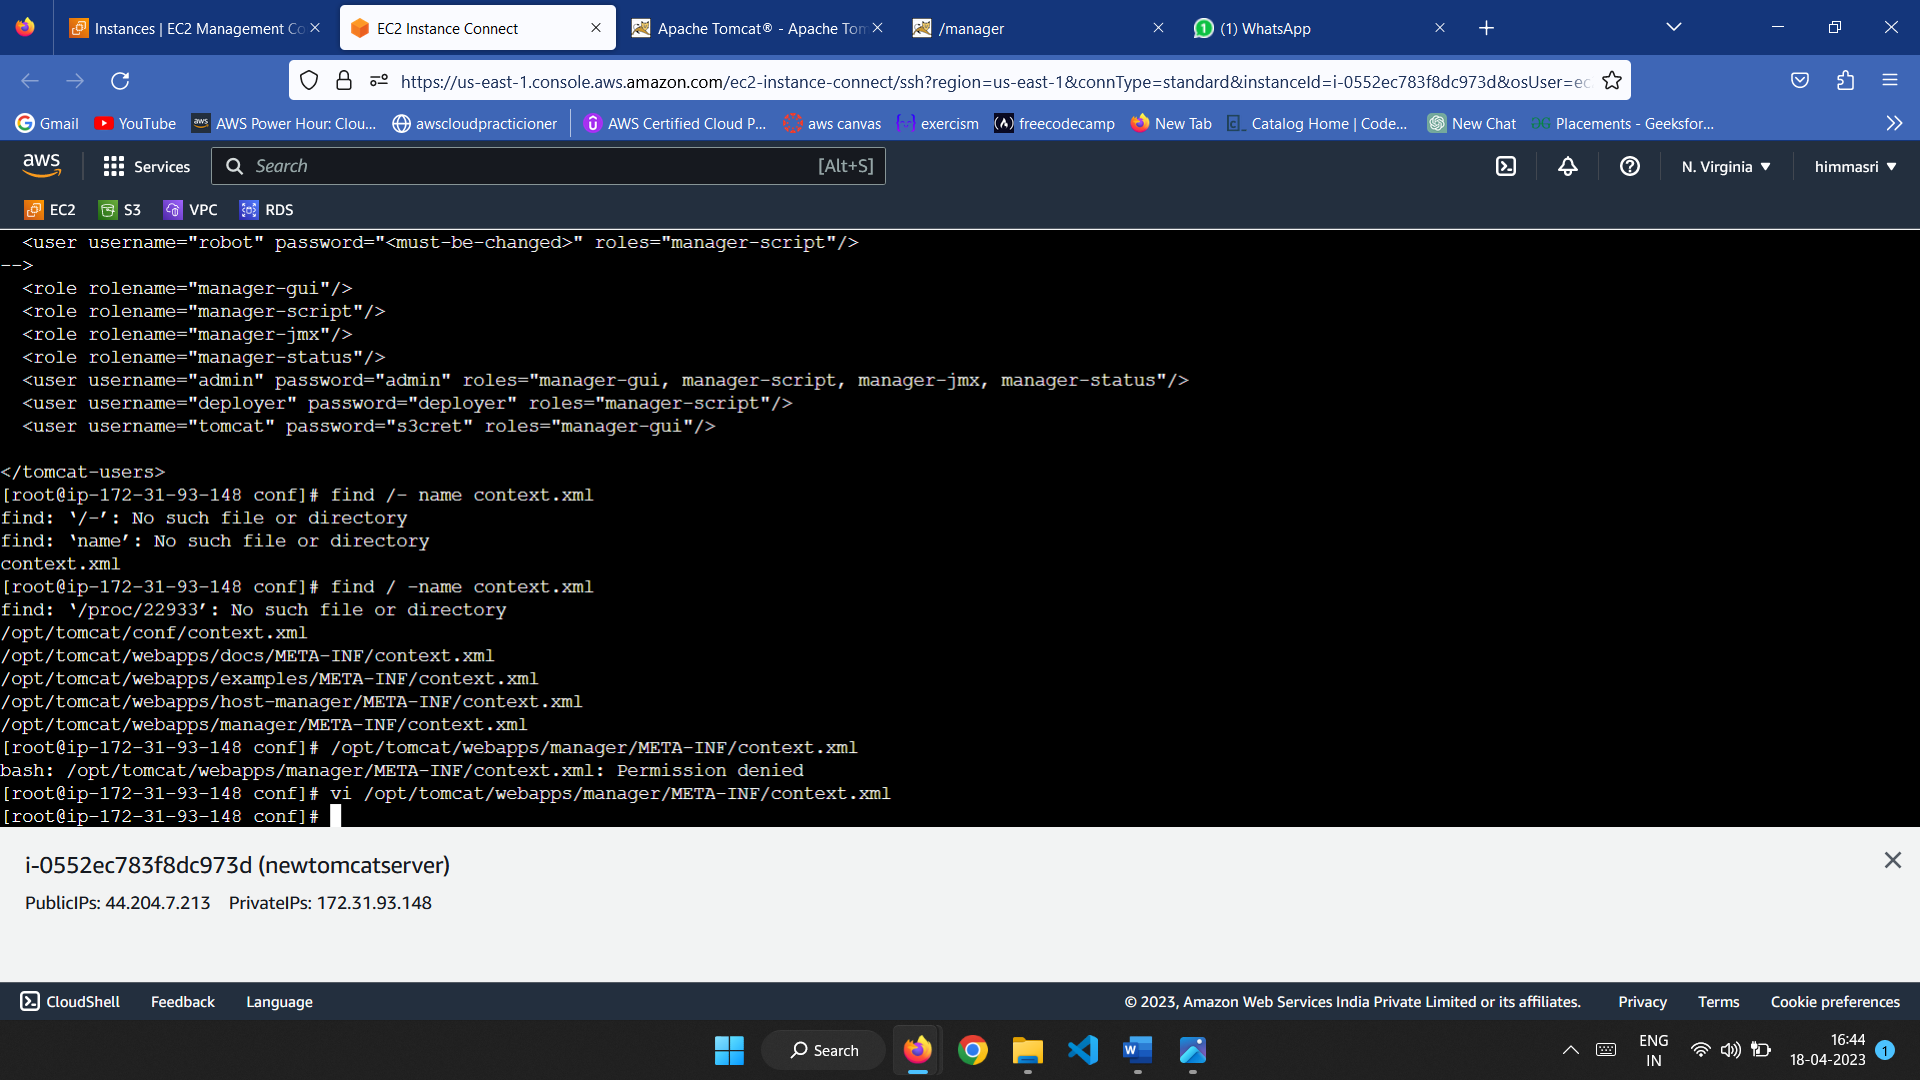 Instances | EC2 Management Co
EC2 Instance Connect
Apache Tomcat® - Apache Tom
/manager
(1) WhatsApp
https://us-east-1.console.aws.amazon.com/ec2-instance-connect/ssh?region=us-east-1&connType=standard&instanceId=i-0552ec783f8dc973d&osUser=ec
Gmail
YouTube
AWS Power Hour: Clou...
awscloudpracticioner
AWS Certified Cloud P...
aws canvas
exercism
freecodecamp
New Tab
Catalog Home | Code...
New Chat
Placements - Geeksfor...
aws
Services
Search
[Alt+S]
N. Virginia
himmasri
EC2
S3
VPC
RDS
  <user username="robot" password="<must-be-changed>" roles="manager-script"/>
-->
  <role rolename="manager-gui"/>
  <role rolename="manager-script"/>
  <role rolename="manager-jmx"/>
  <role rolename="manager-status"/>
  <user username="admin" password="admin" roles="manager-gui, manager-script, manager-jmx, manager-status"/>
  <user username="deployer" password="deployer" roles="manager-script"/>
  <user username="tomcat" password="s3cret" roles="manager-gui"/>
</tomcat-users>
[root@ip-172-31-93-148 conf]# find /- name context.xml
find: ‘/-’: No such file or directory
find: ‘name’: No such file or directory
context.xml
[root@ip-172-31-93-148 conf]# find / -name context.xml
find: ‘/proc/22933’: No such file or directory
/opt/tomcat/conf/context.xml
/opt/tomcat/webapps/docs/META-INF/context.xml
/opt/tomcat/webapps/examples/META-INF/context.xml
/opt/tomcat/webapps/host-manager/META-INF/context.xml
/opt/tomcat/webapps/manager/META-INF/context.xml
[root@ip-172-31-93-148 conf]# /opt/tomcat/webapps/manager/META-INF/context.xml
bash: /opt/tomcat/webapps/manager/META-INF/context.xml: Permission denied
[root@ip-172-31-93-148 conf]# vi /opt/tomcat/webapps/manager/META-INF/context.xml
[root@ip-172-31-93-148 conf]#
i-0552ec783f8dc973d (newtomcatserver)
PublicIPs: 44.204.7.213    PrivateIPs: 172.31.93.148
CloudShell
Feedback
Language
© 2023, Amazon Web Services India Private Limited or its affiliates.
Privacy
Terms
Cookie preferences
Search
ENG
IN
16:44
18-04-2023
1